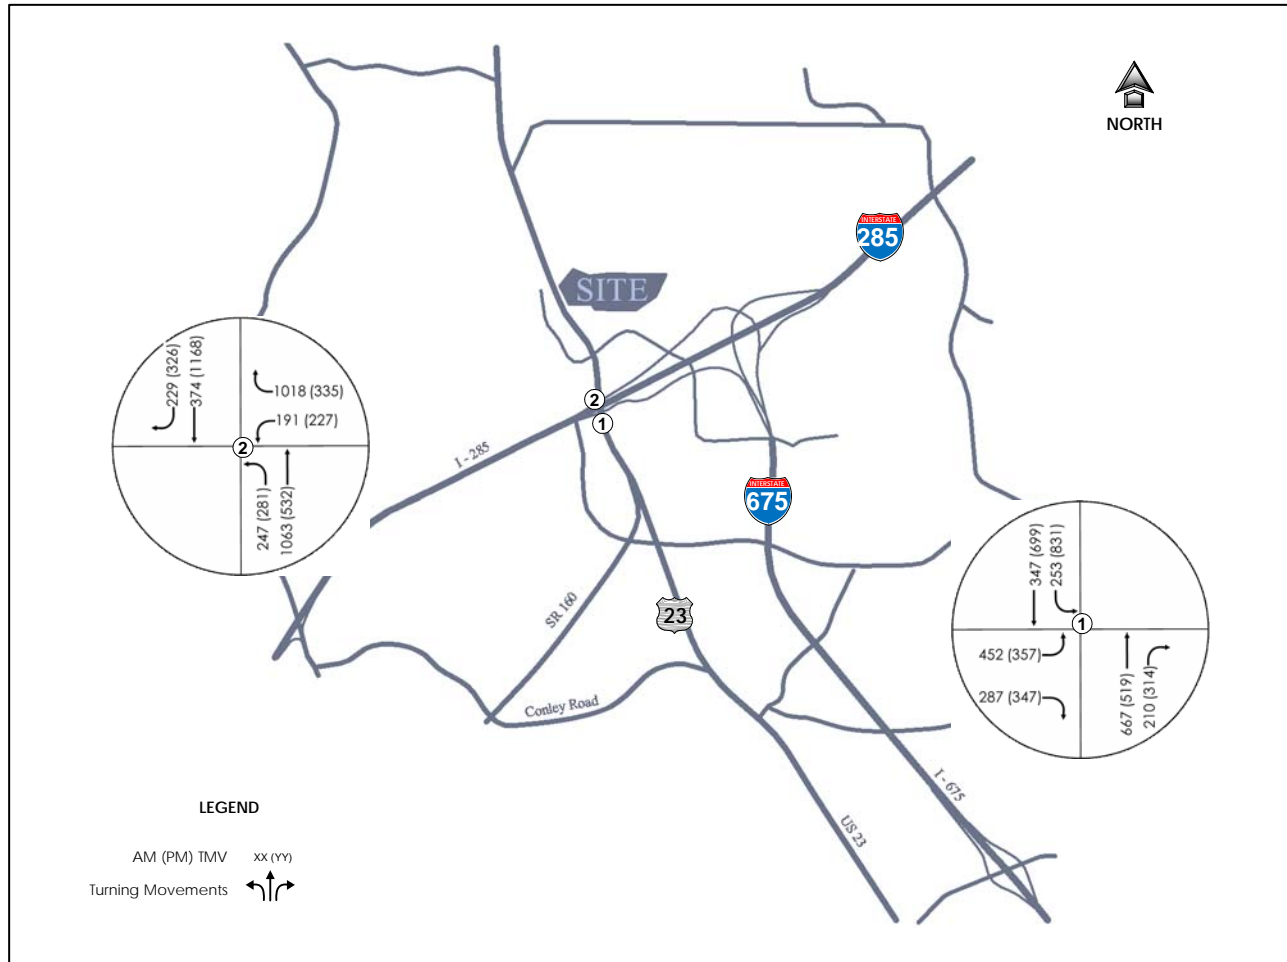 NORTH
INTERSTATE
285
SITE
229 (326)
374 (1168)
1018 (335)
191 (227)
2
247 (281)
1063 (532)
2
1
I - 285
INTERSTATE
675
347 (699)
253 (831)
1
452 (357)
287 (347)
667 (519)
210 (314)
SR 160
23
Conley Road
I - 675
US 23
LEGEND
AM (PM) TMV XX (YY)
Turning Movements